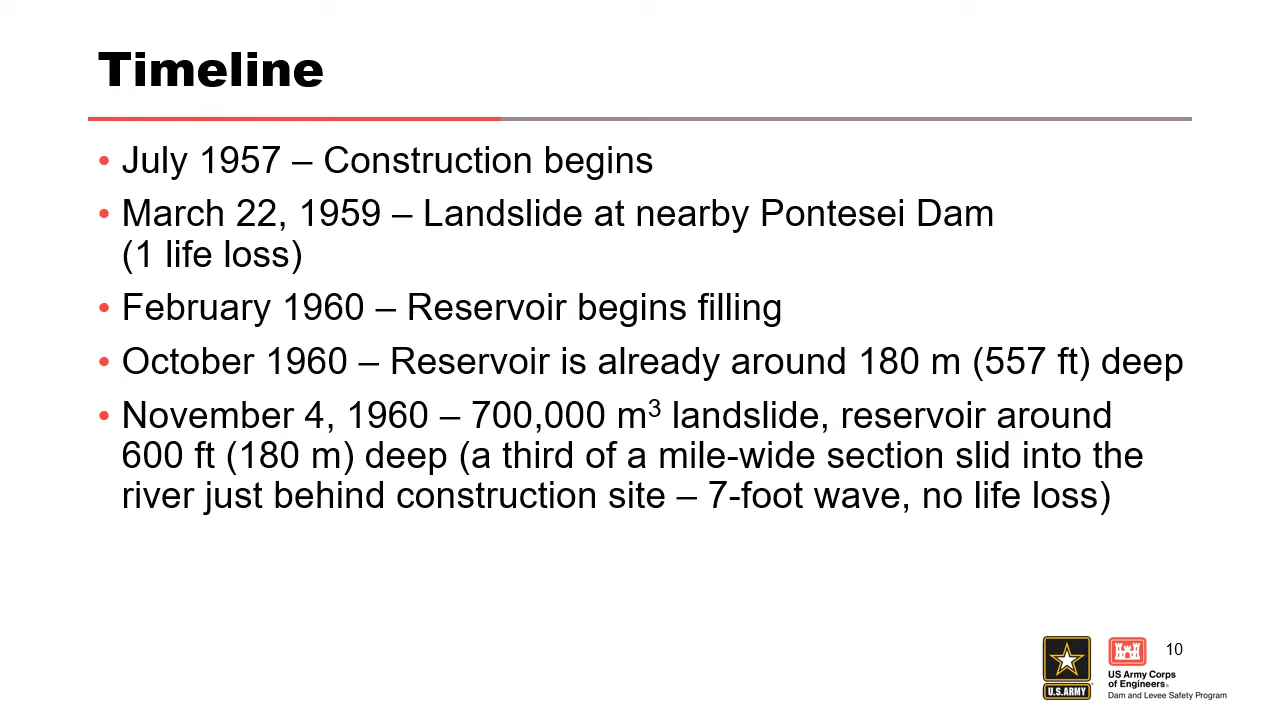 Timeline
• July 1957 – Construction begins
• March 22, 1959 – Landslide at nearby Pontesei Dam
(1 life loss)
• February 1960 – Reservoir begins filling
• October 1960 – Reservoir is already around 180 m (557 ft) deep
• November 4, 1960 – 700,000 m³ landslide, reservoir around
600 ft (180 m) deep (a third of a mile-wide section slid into the
river just behind construction site – 7-foot wave, no life loss)
10
U.S.ARMY
US Army Corps
of Engineers®
Dam and Levee Safety Program